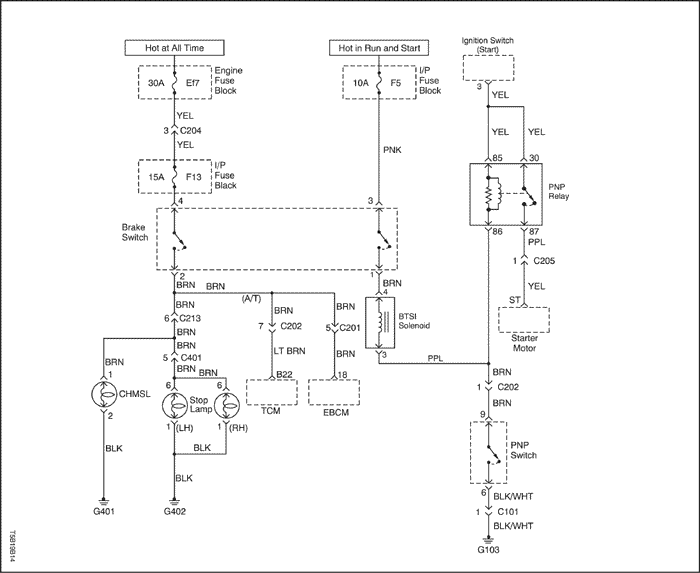 Hot at All Time
Hot in Run and Start
Ignition Switch
(Start)
30A Ef7
Engine
Fuse
Block
10A F5
I/P
Fuse
Block
3
YEL
YEL
3 C204
YEL
YEL
YEL
PNK
15A F13
I/P
Fuse
Black
85
30
PNP
Relay
4
3
Brake
Switch
86
87
PPL
1 C205
YEL
2
1
BRN
BRN
BRN
(A/T)
4
ST
BRN
6 C213
BRN
BRN
7 C202
BRN
5 C201
BTSI
Solenoid
Starter
Motor
BRN
5 C401
LT BRN
BRN
3
PPL
BRN
BRN
BRN
B22
18
BRN
1 C202
1
CHMSL
2
6
Stop
Lamp
6
TCM
EBCM
BRN
9
1 (LH)
1 (RH)
PNP
Switch
BLK
BLK
BLK
6
BLK/WHT
1 C101
BLK/WHT
G401
G402
G103
T5B19B14